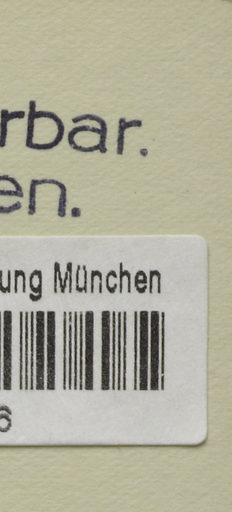 rbar.
en.
ung München
6